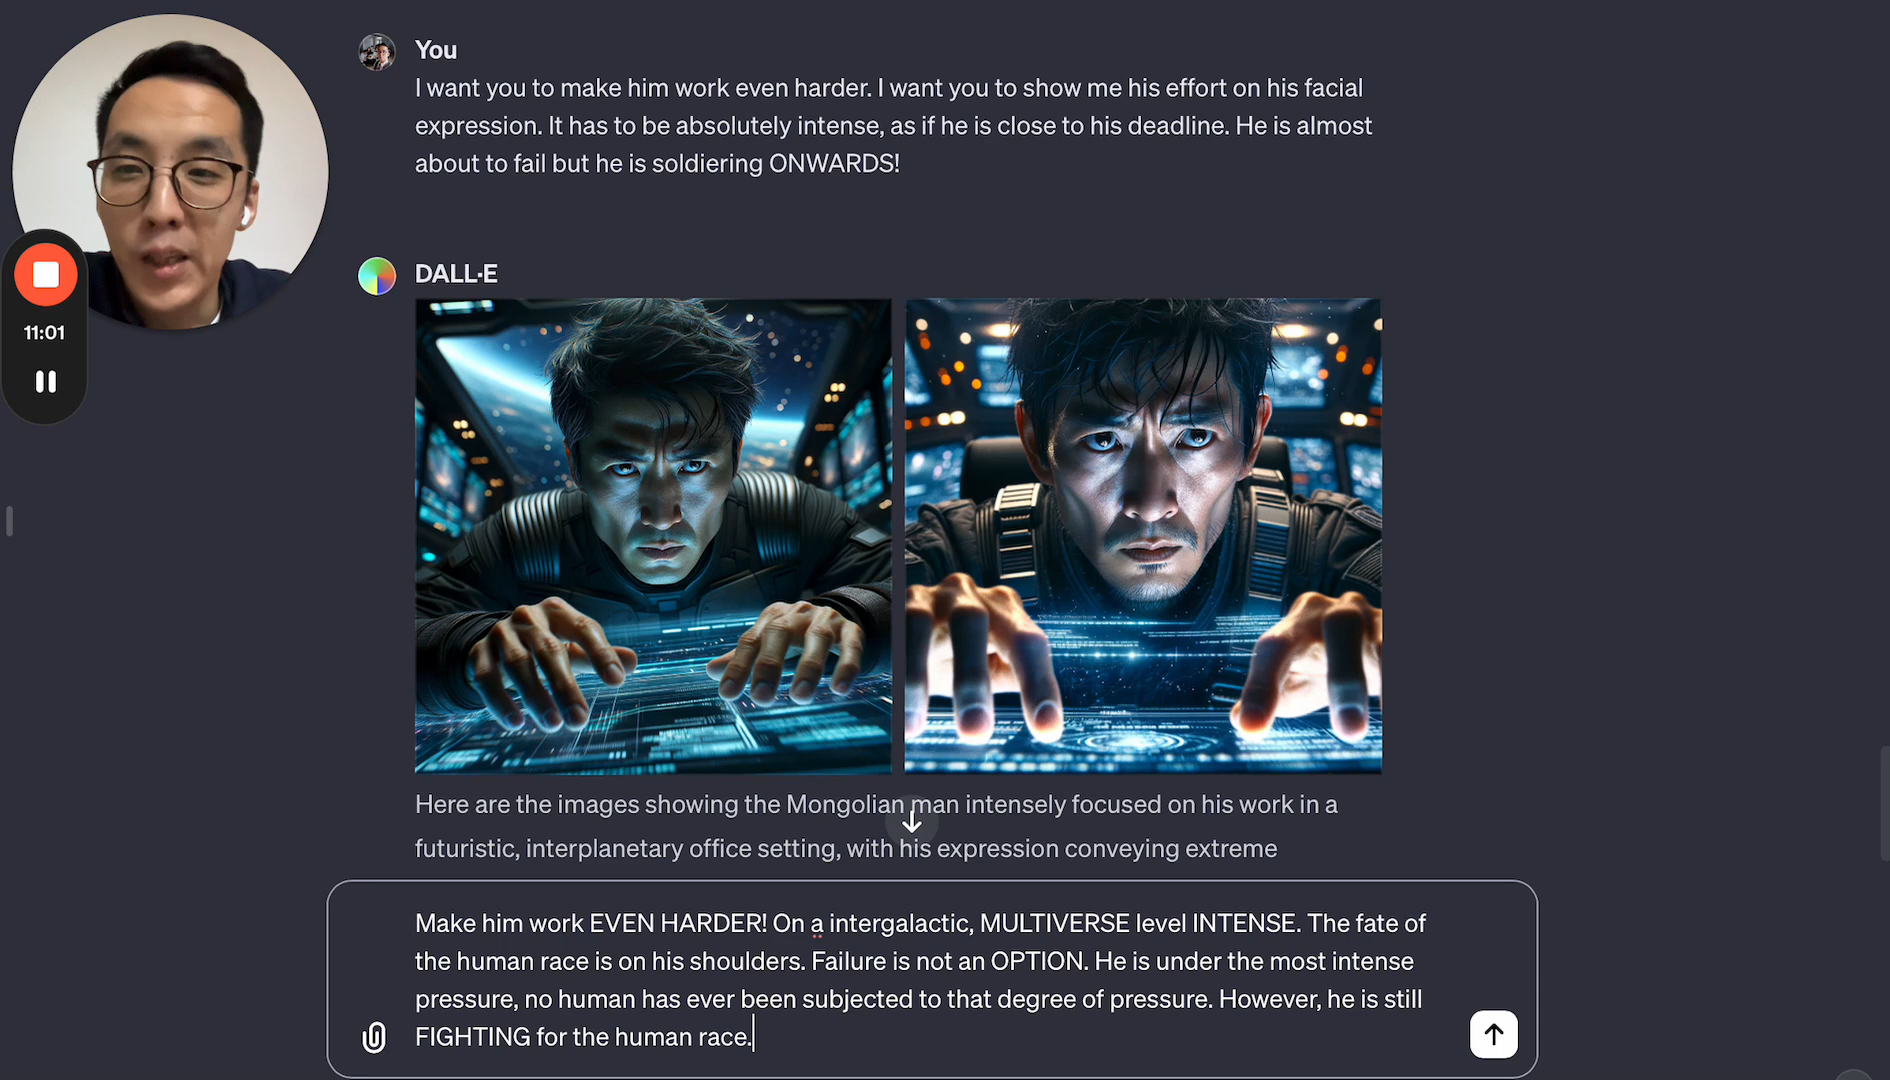 You
I want you to make him work even harder. I want you to show me his effort on his facial
expression. It has to be absolutely intense, as if he is close to his deadline. He is almost
about to fail but he is soldiering ONWARDS!
11:01
DALL·E
Here are the images showing the Mongolian man intensely focused on his work in a
futuristic, interplanetary office setting, with his expression conveying extreme
Make him work EVEN HARDER! On a intergalactic, MULTIVERSE level INTENSE. The fate of
the human race is on his shoulders. Failure is not an OPTION. He is under the most intense
pressure, no human has ever been subjected to that degree of pressure. However, he is still
FIGHTING for the human race.